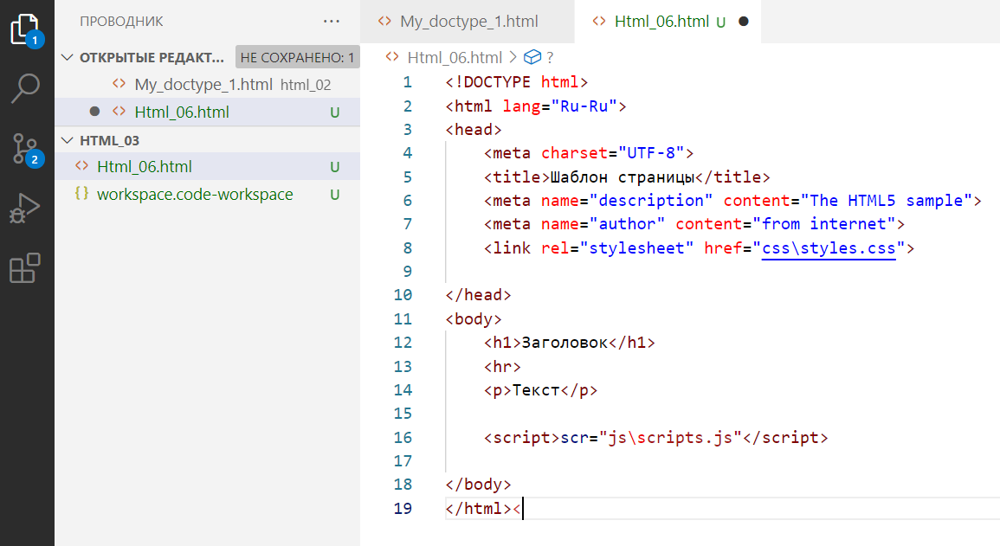 ПРОВОДНИК ···
ОТКРЫТЫЕ РЕДАКТ... НЕ СОХРАНЕНО: 1
My_doctype_1.html html_02
Html_06.html U
HTML_03
Html_06.html U
{} workspace.code-workspace U
1
2
<> My_doctype_1.html
<> Html_06.html U
<> Html_06.html > ?
1 <!DOCTYPE html>
2 <html lang="Ru-Ru">
3 <head>
4 <meta charset="UTF-8">
5 <title>Шаблон страницы</title>
6 <meta name="description" content="The HTML5 sample">
7 <meta name="author" content="from internet">
8 <link rel="stylesheet" href="css\styles.css">
9
10 </head>
11 <body>
12 <h1>Заголовок</h1>
13 <hr>
14 <p>Текст</p>
15
16 <script>scr="js\scripts.js"</script>
17
18 </body>
19 </html><